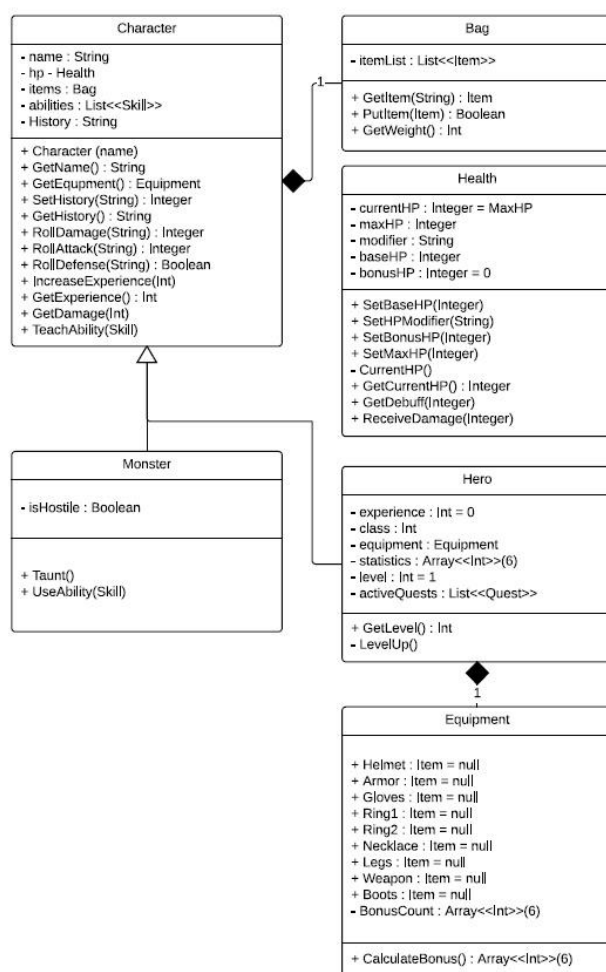 Character
- name : String
- hp - Health
- items : Bag
- abilities : List<<Skill>>
- History : String
+ Character (name)
+ GetName() : String
+ GetEqupment() : Equipment
+ SetHistory(String) : Integer
+ GetHistory() : String
+ RollDamage(String) : Integer
+ RollAttack(String) : Integer
+ RollDefense(String) : Boolean
+ IncreaseExperience(Int)
+ GetExperience() : Int
+ GetDamage(Int)
+ TeachAbility(Skill)
1
Bag
- itemList : List<<Item>>
+ GetItem(String) : Item
+ PutItem(Item) : Boolean
+ GetWeight() : Int
Health
- currentHP : Integer = MaxHP
- maxHP : Integer
- modifier : String
- baseHP : Integer
- bonusHP : Integer = 0
+ SetBaseHP(Integer)
+ SetHPModifier(String)
+ SetBonusHP(Integer)
+ SetMaxHP(Integer)
- CurrentHP()
+ GetCurrentHP() : Integer
+ GetDebuff(Integer)
+ ReceiveDamage(Integer)
Monster
- isHostile : Boolean
+ Taunt()
+ UseAbility(Skill)
Hero
- experience : Int = 0
- class : Int
- equipment : Equipment
- statistics : Array<<Int>>(6)
- level : Int = 1
- activeQuests : List<<Quest>>
+ GetLevel() : Int
- LevelUp()
1
Equipment
+ Helmet : Item = null
+ Armor : Item = null
+ Gloves : Item = null
+ Ring1 : Item = null
+ Ring2 : Item = null
+ Necklace : Item = null
+ Legs : Item = null
+ Weapon : Item = null
+ Boots : Item = null
- BonusCount : Array<<Int>>(6)
+ CalculateBonus() : Array<<Int>>(6)